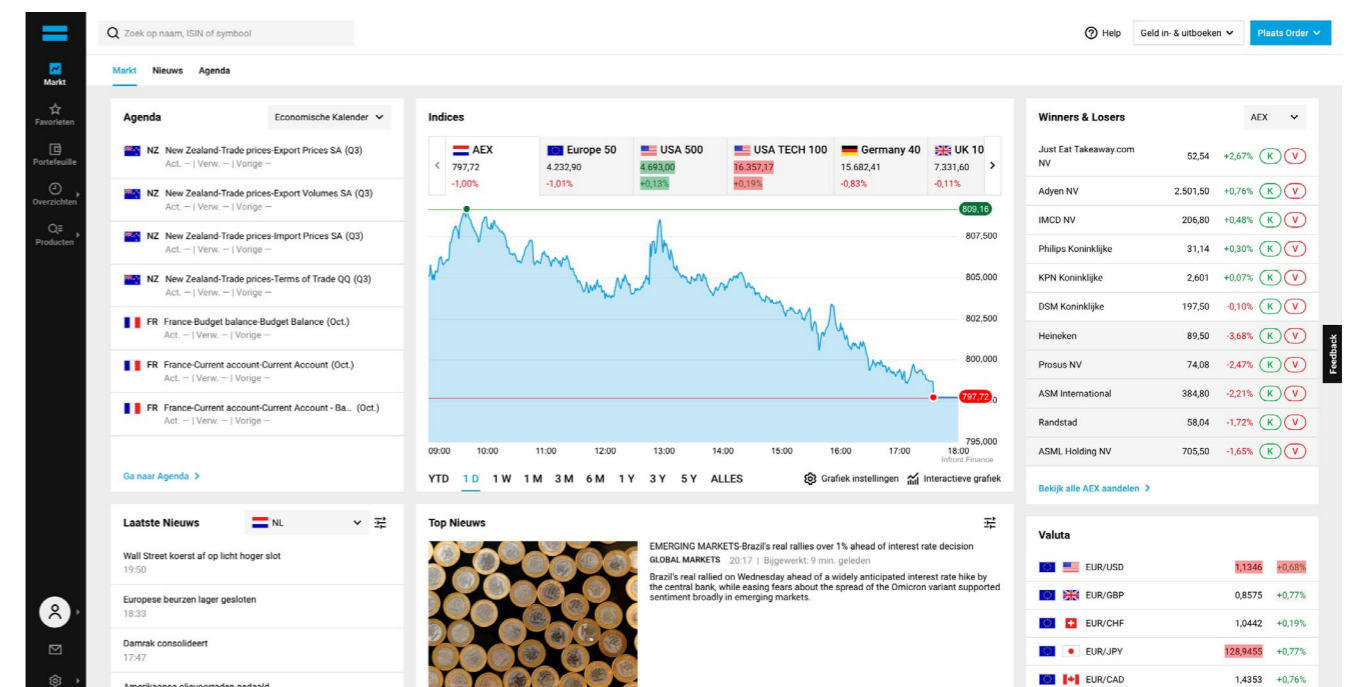 Zoek op naam, ISIN of symbool
Help
Geld in- & uitboeken
Plaats Order
Markt
Favorieten
Portefeuille
Overzichten
Producten
Markt Nieuws Agenda
Agenda
Economische Kalender
NZ New Zealand-Trade prices-Export Prices SA (Q3)
Act. — | Verw. — | Vorige —
NZ New Zealand-Trade prices-Export Volumes SA (Q3)
Act. — | Verw. — | Vorige —
NZ New Zealand-Trade prices-Import Prices SA (Q3)
Act. — | Verw. — | Vorige —
NZ New Zealand-Trade prices-Terms of Trade QQ (Q3)
Act. — | Verw. — | Vorige —
FR France-Budget balance-Budget Balance (Oct.)
Act. — | Verw. — | Vorige —
FR France-Current account-Current Account (Oct.)
Act. — | Verw. — | Vorige —
FR France-Current account-Current Account - Ba... (Oct.)
Act. — | Verw. — | Vorige —
Ga naar Agenda
Indices
AEX Europe 50 USA 500 USA TECH 100 Germany 40 UK 10
797,72 4.232,90 4.693,00 16.357,17 15.682,41 7.331,60
-1,00% -1,01% +0,13% +0,19% -0,83% -0,11%
809,16
807,500
805,000
802,500
800,000
797,72
795,000
09:00 10:00 11:00 12:00 13:00 14:00 15:00 16:00 17:00 18:00
Infront Finance
YTD 1 D 1 W 1 M 3 M 6 M 1 Y 3 Y 5 Y ALLES
Grafiek instellingen Interactieve grafiek
Winners & Losers
AEX
Just Eat Takeaway.com
NV 52,54 +2,67% K V
Adyen NV 2.501,50 +0,76% K V
IMCD NV 206,80 +0,48% K V
Philips Koninklijke 31,14 +0,30% K V
KPN Koninklijke 2,601 +0,07% K V
DSM Koninklijke 197,50 -0,10% K V
Heineken 89,50 -3,68% K V
Prosus NV 74,08 -2,47% K V
ASM International 384,80 -2,21% K V
Randstad 58,04 -1,72% K V
ASML Holding NV 705,50 -1,65% K V
Bekijk alle AEX aandelen
Feedback
Laatste Nieuws
NL
Wall Street koerst af op licht hoger slot
19:50
Europese beurzen lager gesloten
18:33
Damrak consolideert
17:47
Amerikaanse olievoorraden gedaald
Top Nieuws
EMERGING MARKETS-Brazil's real rallies over 1% ahead of interest rate decision
GLOBAL MARKETS 20:17 | Bijgewerkt: 9 min. geleden
Brazil's real rallied on Wednesday ahead of a widely anticipated interest rate hike by
the central bank, while easing fears about the spread of the Omicron variant supported
sentiment broadly in emerging markets.
Valuta
EUR/USD 1,1346 +0,68%
EUR/GBP 0,8575 +0,77%
EUR/CHF 1,0442 +0,19%
EUR/JPY 128,9455 +0,77%
EUR/CAD 1,4353 +0,76%